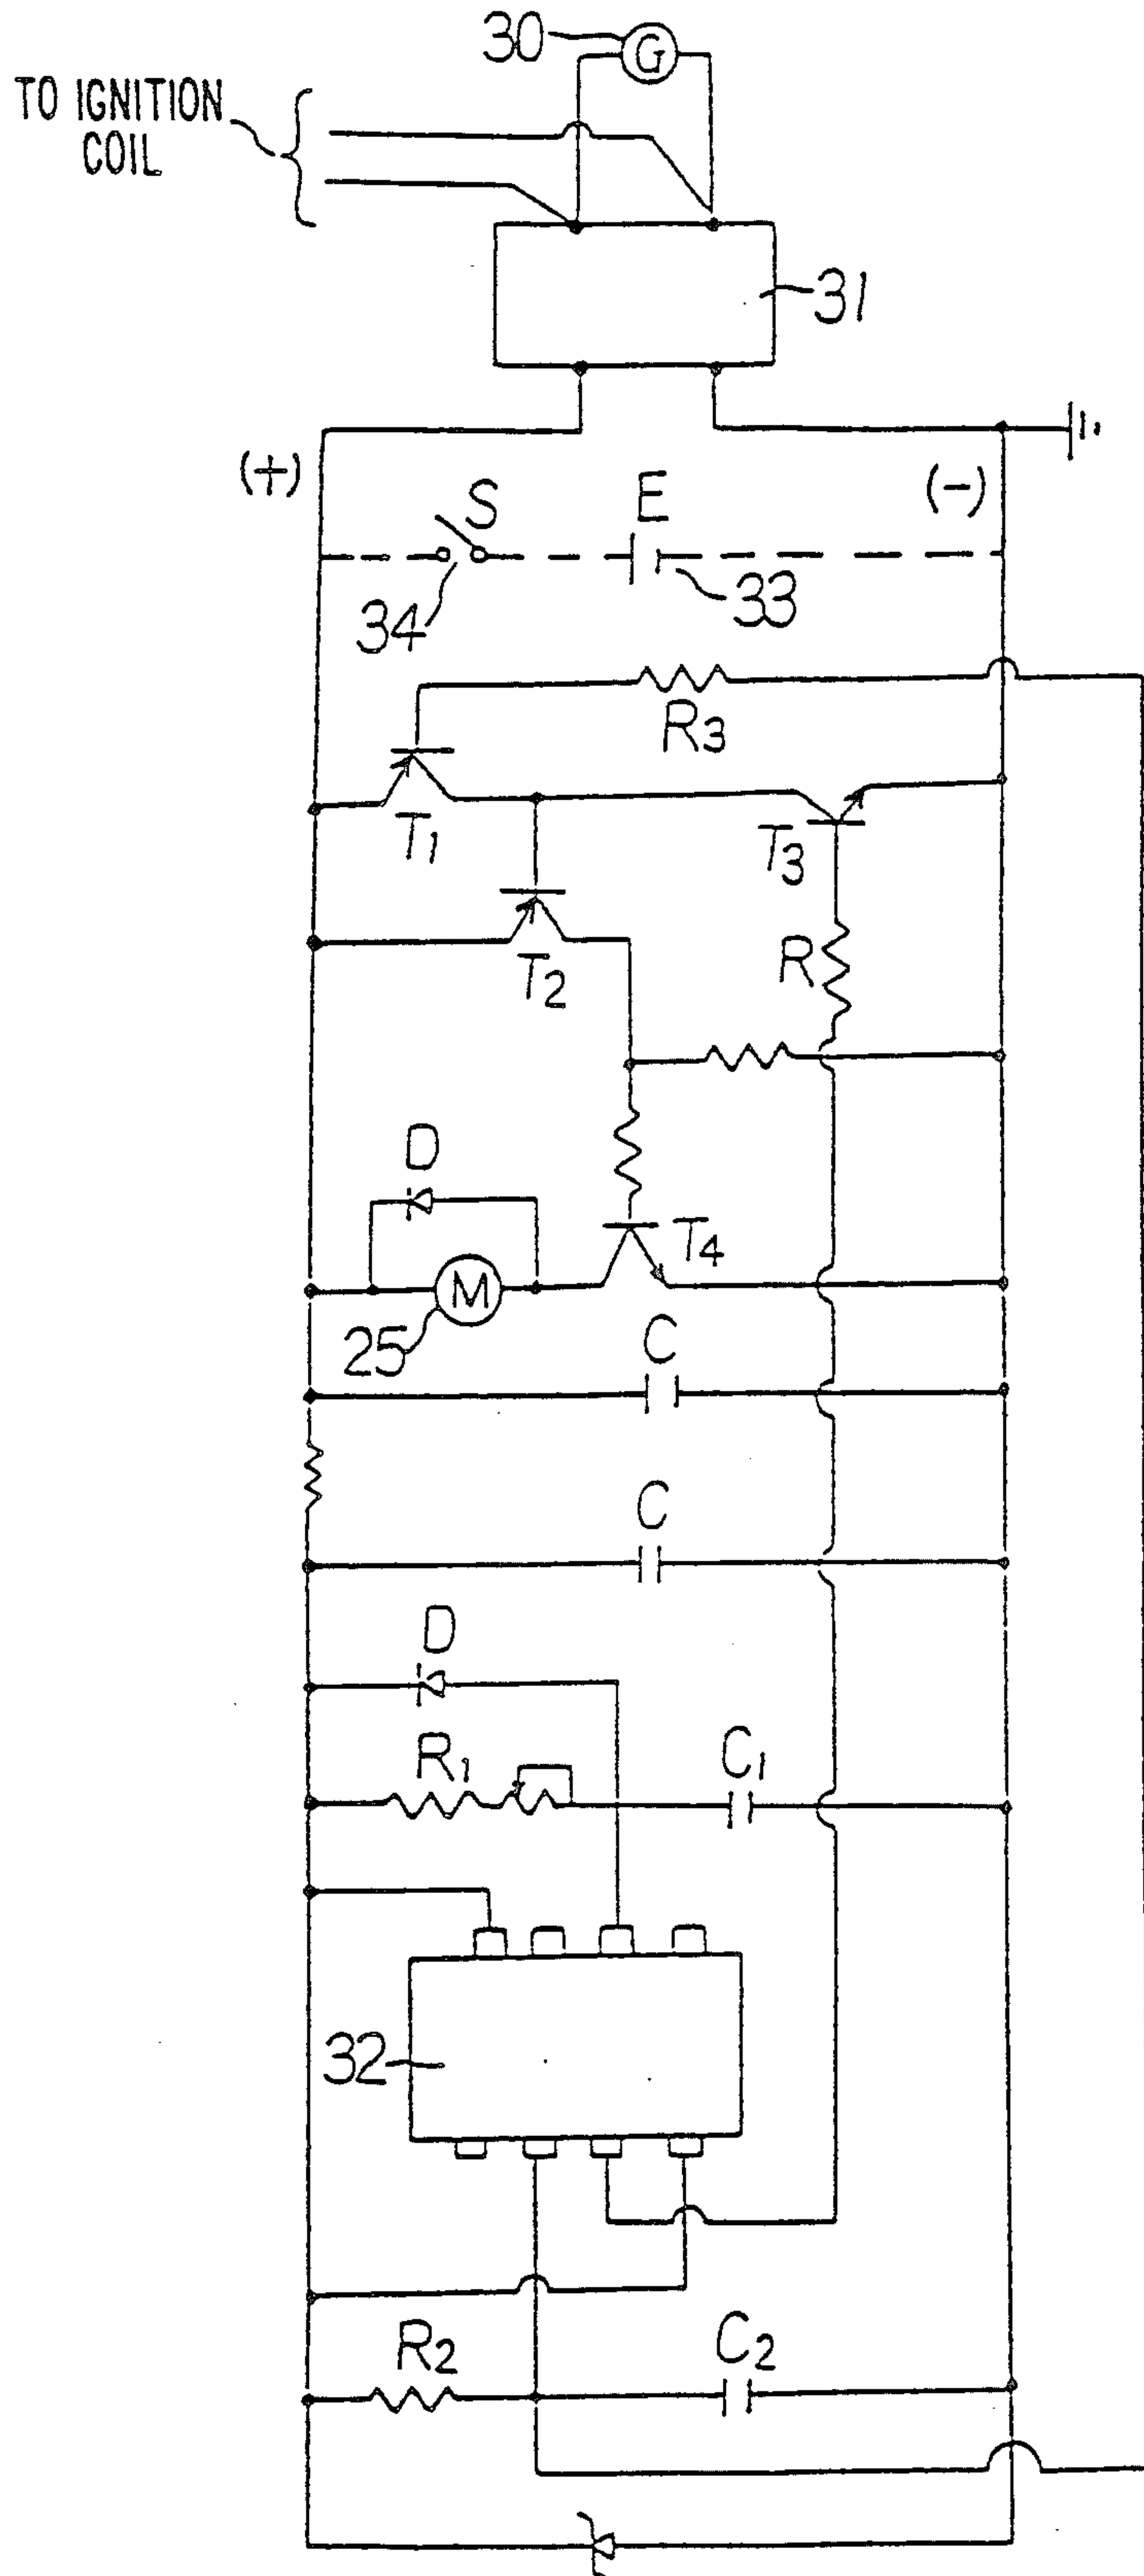 30
G
TO IGNITION
COIL
31
(+)
(-)
S
E
34
33
R3
T1
T3
T2
R
D
T4
M
25
C
C
D
R1
C1
32
R2
C2